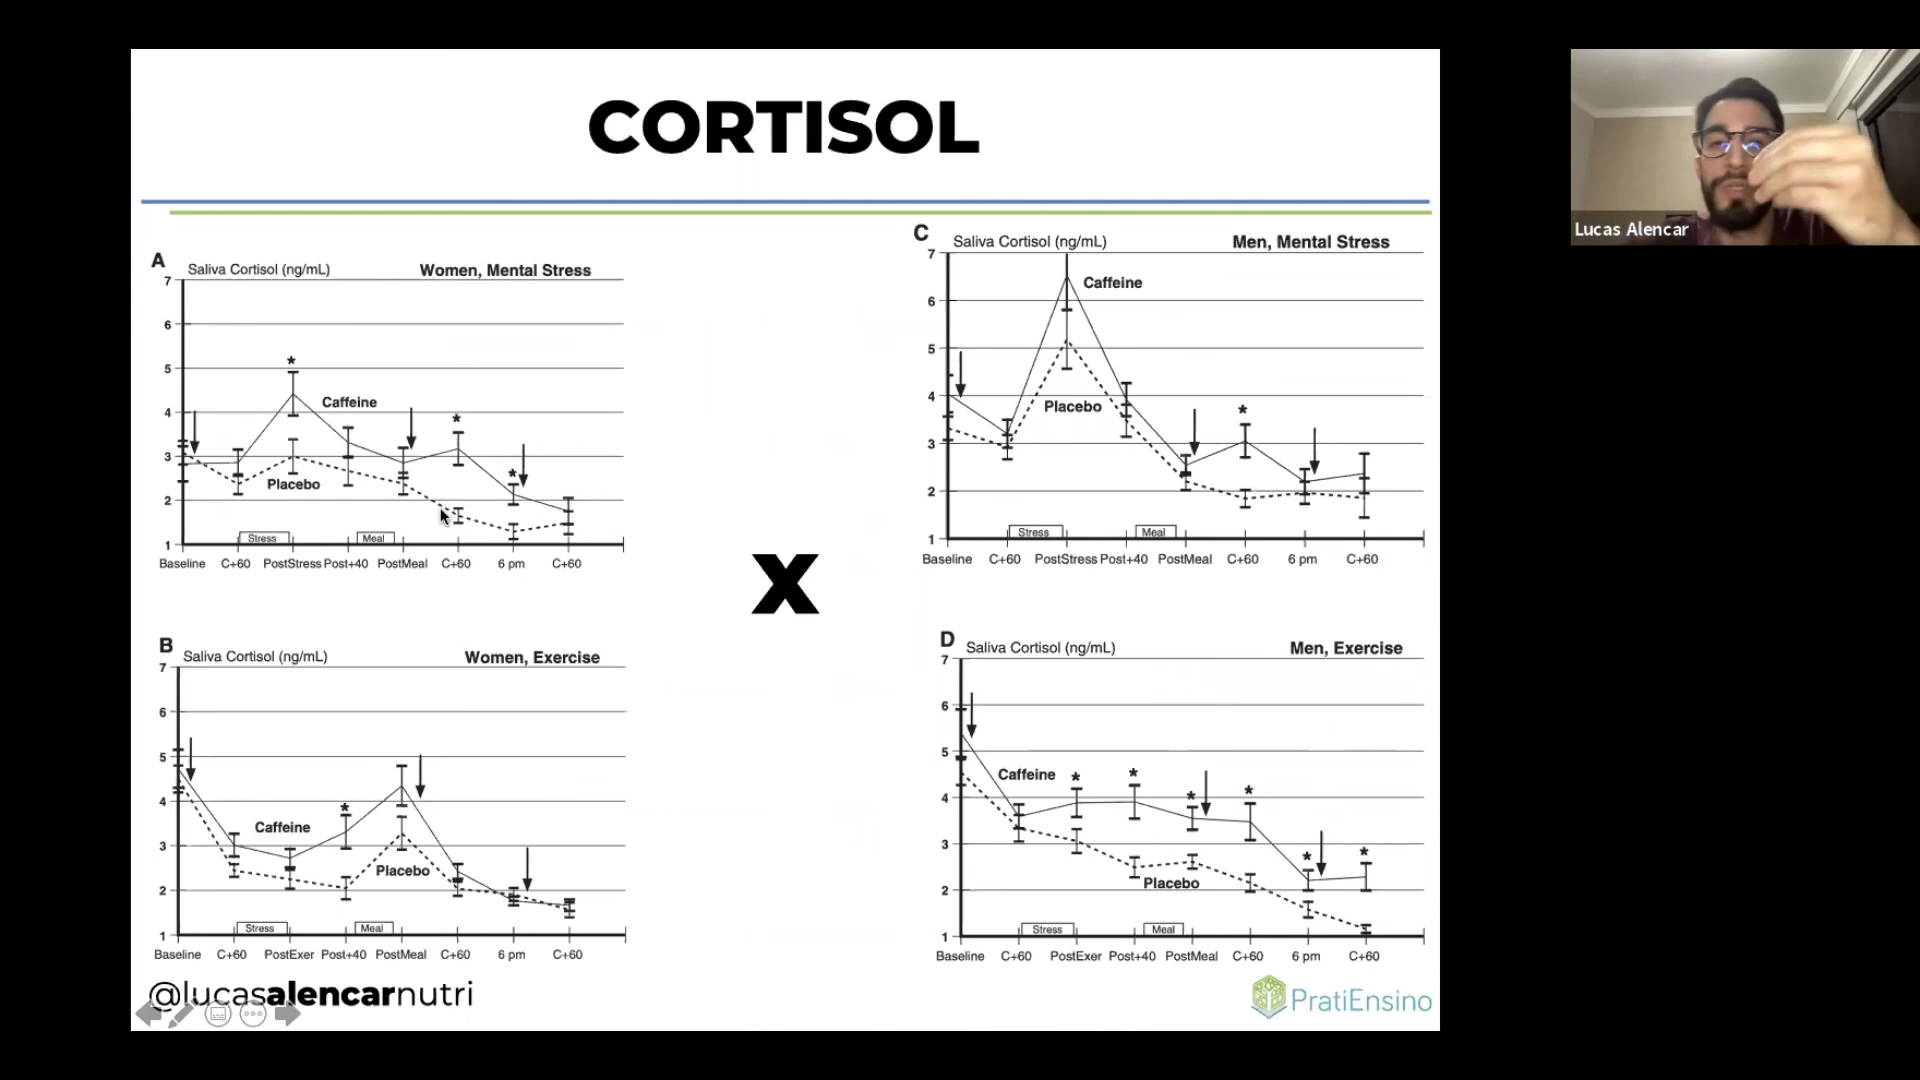 CORTISOL
Lucas Alencar
A
Saliva Cortisol (ng/mL)
Women, Mental Stress
7
6
5
4
3
2
1
*
*
*
Caffeine
Placebo
Stress
Meal
Baseline C+60 PostStress Post+40 PostMeal C+60 6 pm C+60
B
Saliva Cortisol (ng/mL)
Women, Exercise
7
6
5
4
3
2
1
*
Caffeine
Placebo
Stress
Meal
Baseline C+60 PostExer Post+40 PostMeal C+60 6 pm C+60
X
C
Saliva Cortisol (ng/mL)
Men, Mental Stress
7
6
5
4
3
2
1
Caffeine
Placebo
*
Stress
Meal
Baseline C+60 PostStress Post+40 PostMeal C+60 6 pm C+60
D
Saliva Cortisol (ng/mL)
Men, Exercise
7
6
5
4
3
2
1
Caffeine
* * * * * *
Placebo
Stress
Meal
Baseline C+60 PostExer Post+40 PostMeal C+60 6 pm C+60
@lucasalencarnutri
PratiEnsino